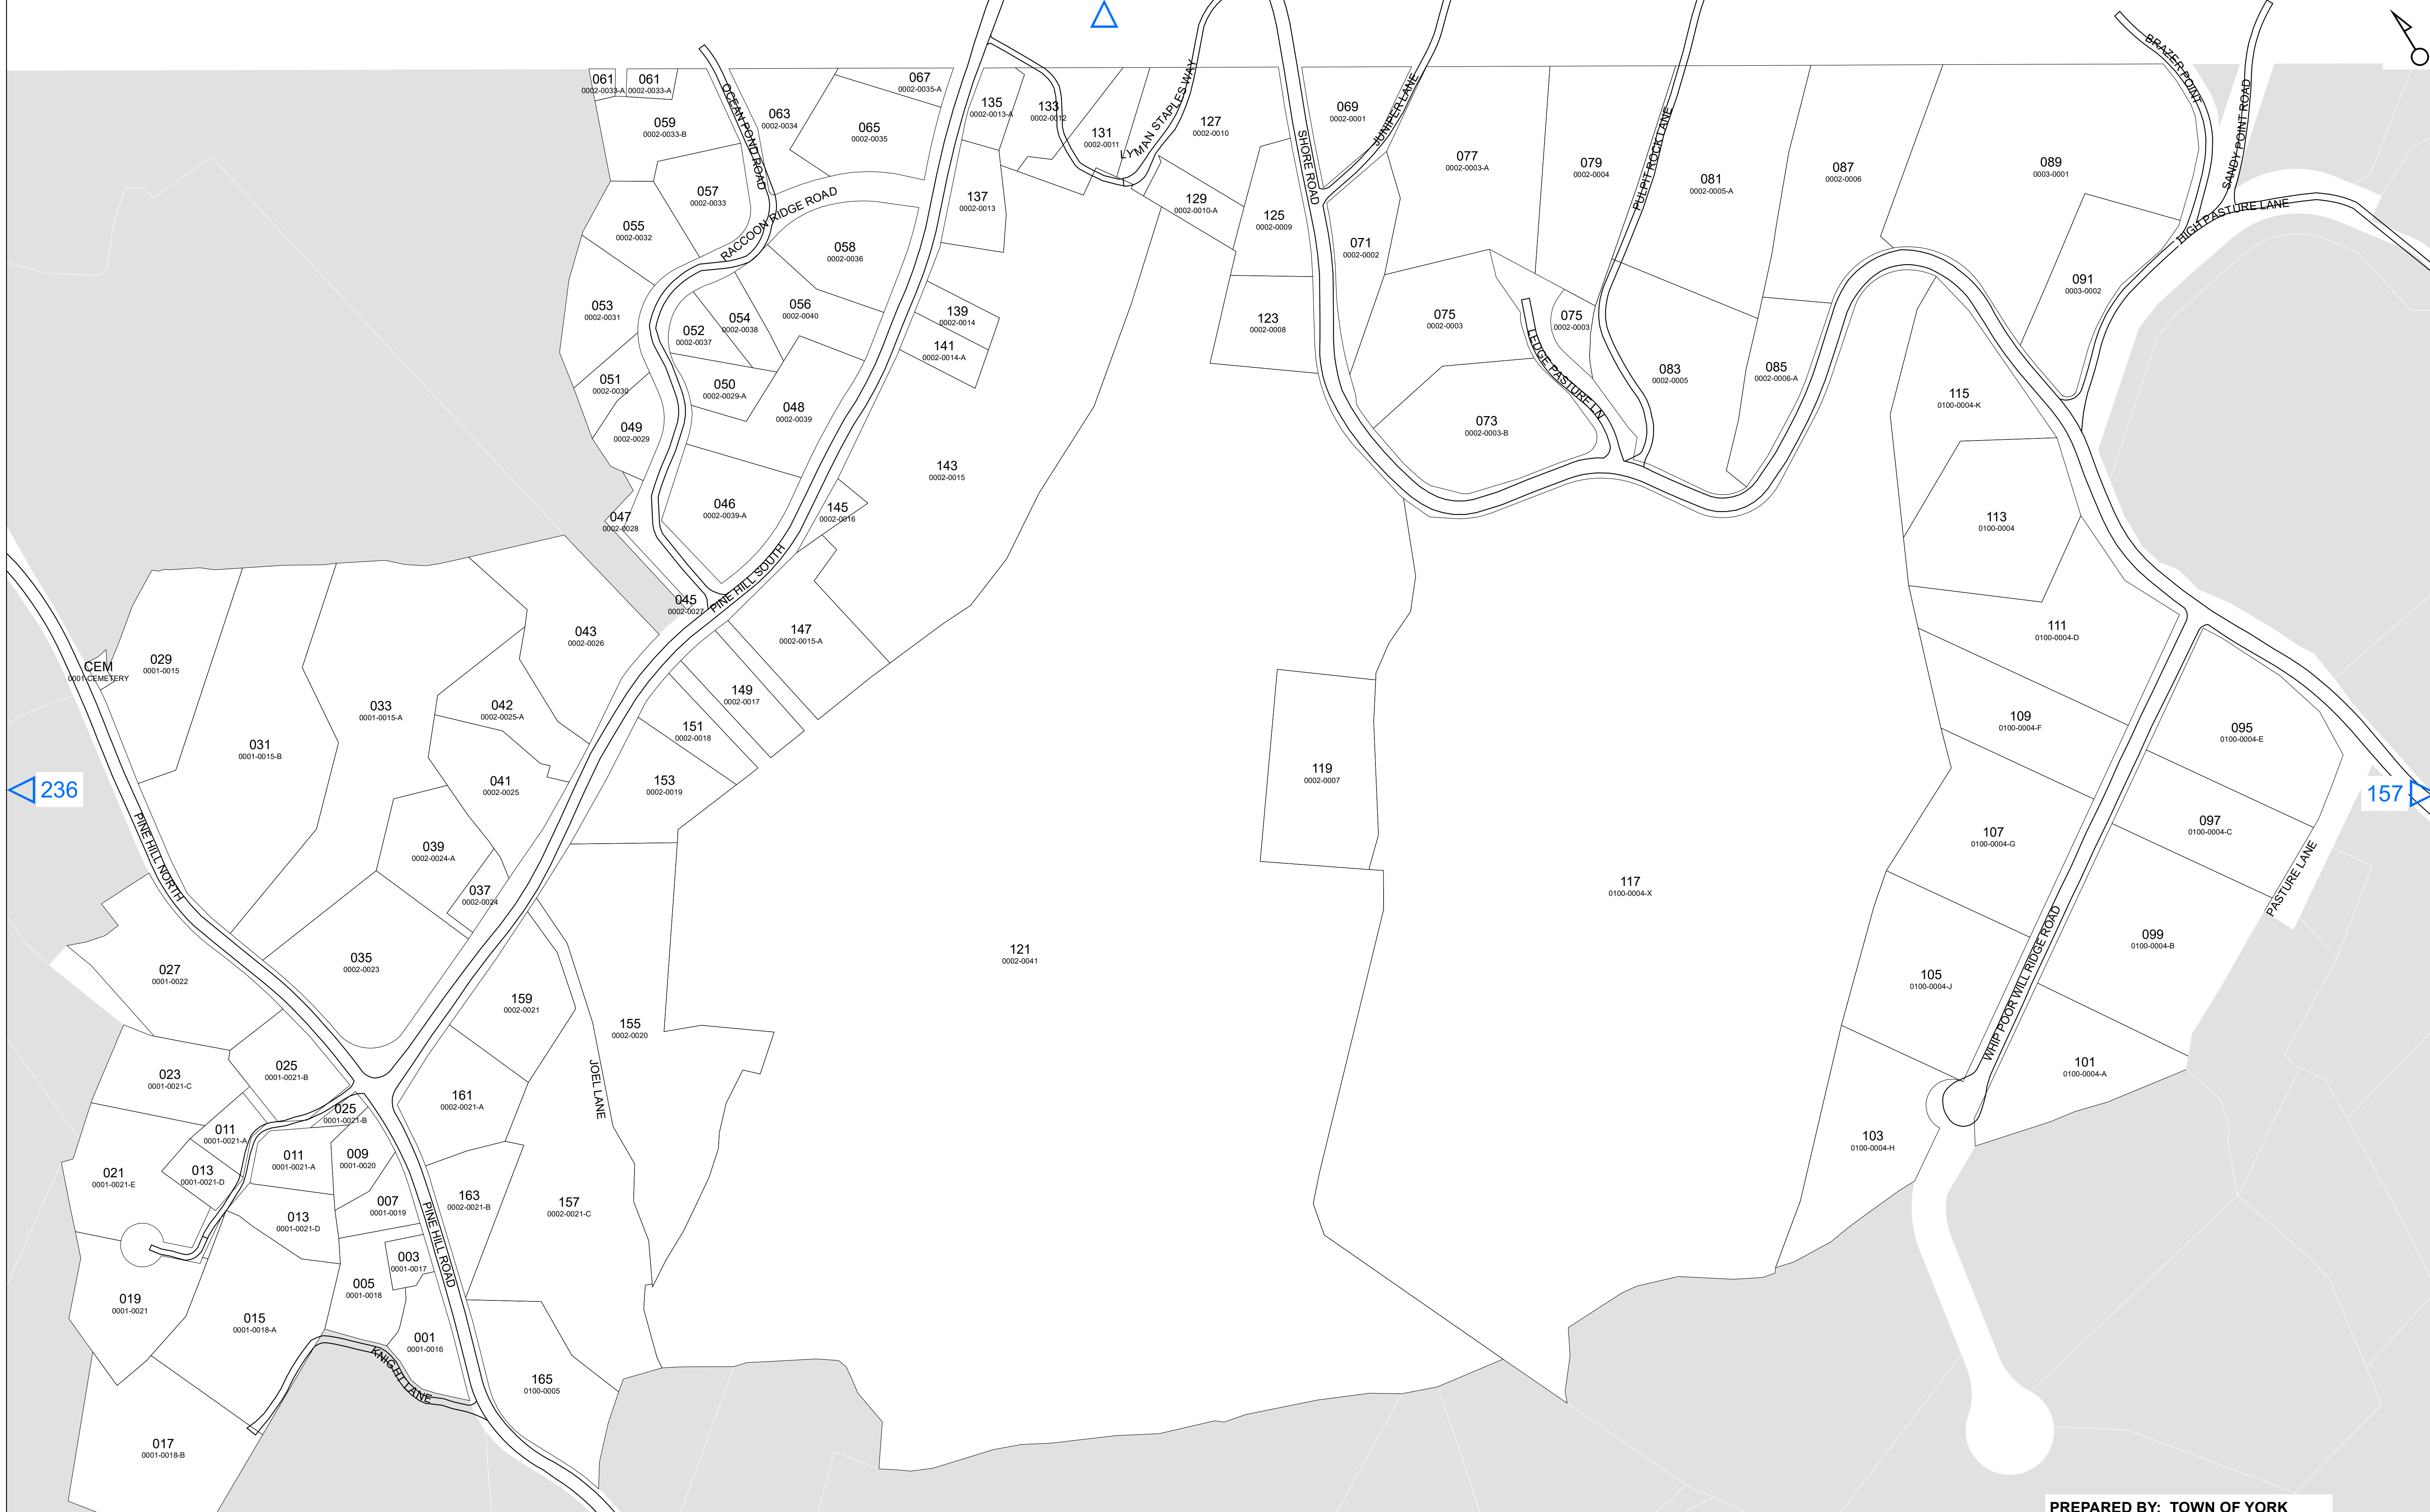 061
0002-0033-A
061
0002-0033-A
059
0002-0033-B
OCEAN POND ROAD
063
0002-0034
067
0002-0035-A
065
0002-0035
057
0002-0033
055
0002-0032
RACCOON RIDGE ROAD
058
0002-0036
053
0002-0031
052
0002-0037
054
0002-0038
056
0002-0040
051
0002-0030
050
0002-0029-A
048
0002-0039
049
0002-0029
046
0002-0039-A
047
0002-0028
045
0002-0027
PINE HILL SOUTH
135
0002-0013-A
133
0002-0012
131
0002-0011
LYMAN STAPLES WAY
127
0002-0010
129
0002-0010-A
137
0002-0013
139
0002-0014
141
0002-0014-A
143
0002-0015
145
0002-0016
147
0002-0015-A
149
0002-0017
151
0002-0018
153
0002-0019
125
0002-0009
123
0002-0008
SHORE ROAD
069
0002-0001
JUNIPER LANE
071
0002-0002
077
0002-0003-A
079
0002-0004
PULPIT ROCK LANE
075
0002-0003
075
0002-0003
LEDGE PASTURE LN
073
0002-0003-B
081
0002-0005-A
083
0002-0005
085
0002-0006-A
087
0002-0006
089
0003-0001
091
0003-0002
BRAZER POINT
SANDY POINT ROAD
HIGH PASTURE LANE
115
0100-0004-K
113
0100-0004
111
0100-0004-D
109
0100-0004-F
107
0100-0004-G
105
0100-0004-J
103
0100-0004-H
WHIP POOR WILL RIDGE ROAD
095
0100-0004-E
097
0100-0004-C
099
0100-0004-B
101
0100-0004-A
PASTURE LANE
157
119
0002-0007
117
0100-0004-X
121
0002-0041
CEM
0001-CEMETERY
029
0001-0015
031
0001-0015-B
033
0001-0015-A
043
0002-0026
042
0002-0025-A
041
0002-0025
039
0002-0024-A
037
0002-0024
035
0002-0023
236
PINE HILL NORTH
027
0001-0022
025
0001-0021-B
023
0001-0021-C
025
0001-0021-B
011
0001-0021-A
011
0001-0021-A
009
0001-0020
013
0001-0021-D
021
0001-0021-E
013
0001-0021-D
007
0001-0019
003
0001-0017
005
0001-0018
001
0001-0016
019
0001-0021
015
0001-0018-A
017
0001-0018-B
KNIGHT LANE
PINE HILL ROAD
159
0002-0021
155
0002-0020
JOEL LANE
161
0002-0021-A
163
0002-0021-B
157
0002-0021-C
165
0100-0005
PREPARED BY: TOWN OF YORK